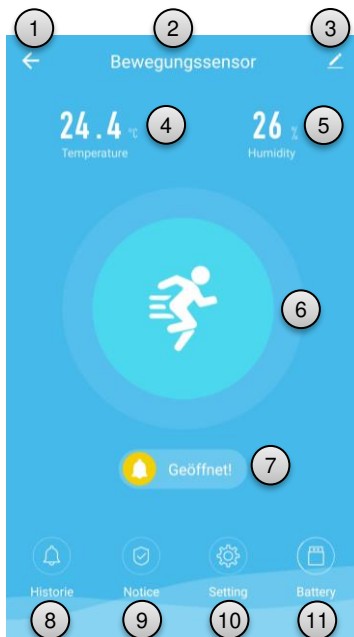 1 2 3
Bewegungssensor
24.4 °C 4 26 % 5
Temperature Humidity
6
Geöffnet! 7
Historie Notice Setting Battery
8 9 10 11